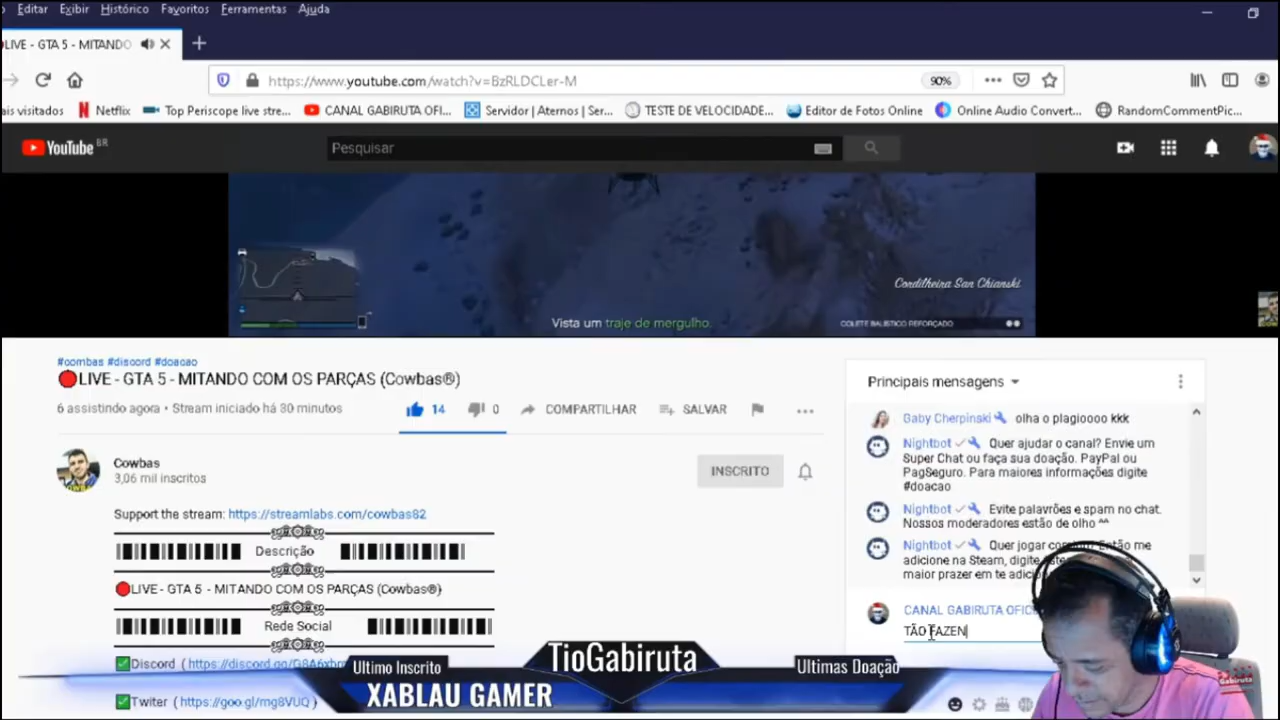 Editar Exibir Histórico Favoritos Ferramentas Ajuda
LIVE - GTA 5 - MITANDO
https://www.youtube.com/watch?v=BzRLDCLer-M 90%
ais visitados Netflix Top Periscope live stre... CANAL GABIRUTA OFI... Servidor | Aternos | Ser... TESTE DE VELOCIDADE... Editor de Fotos Online Online Audio Convert... RandomCommentPic...
YouTube BR
Pesquisar
Cordilheira San Chianski
Vista um traje de mergulho.
COLETE BALÍSTICO REFORÇADO
#combas #discord #doacao
LIVE - GTA 5 - MITANDO COM OS PARÇAS (Cowbas®)
6 assistindo agora • Stream iniciado há 30 minutos
14 0 COMPARTILHAR SALVAR
Cowbas
3,06 mil inscritos
INSCRITO
Support the stream: https://streamlabs.com/cowbas82
Descrição
LIVE - GTA 5 - MITANDO COM OS PARÇAS (Cowbas®)
Rede Social
Discord (
Twiter ( https://goo.gl/mg8VUQ )
Principais mensagens
Gaby Cherpinski olha o plagioooo kkk
Nightbot Quer ajudar o canal? Envie um
Super Chat ou faça sua doação. PayPal ou
PagSeguro. Para maiores informações digite
#doacao
Nightbot Evite palavrões e spam no chat.
Nossos moderadores estão de olho ^^
Nightbot Quer jogar Então me
adicione na Steam, digite
maior prazer em te
CANAL GABIRUTA
TÃO FAZEN
Ultimo Inscrito
XABLAU GAMER
TioGabiruta
Ultimas Doação
Gabiruta